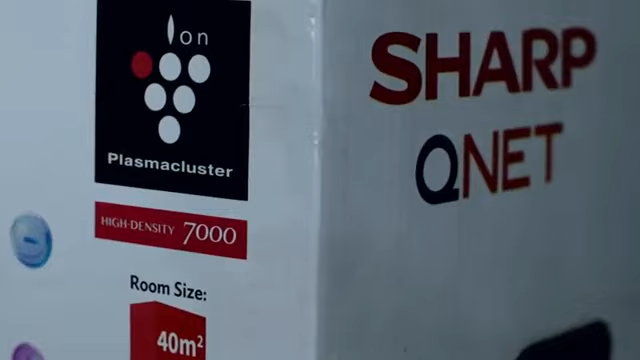 Ion
Plasmacluster
HIGH-DENSITY 7000
Room Size:
40m²
SHARP
QNET